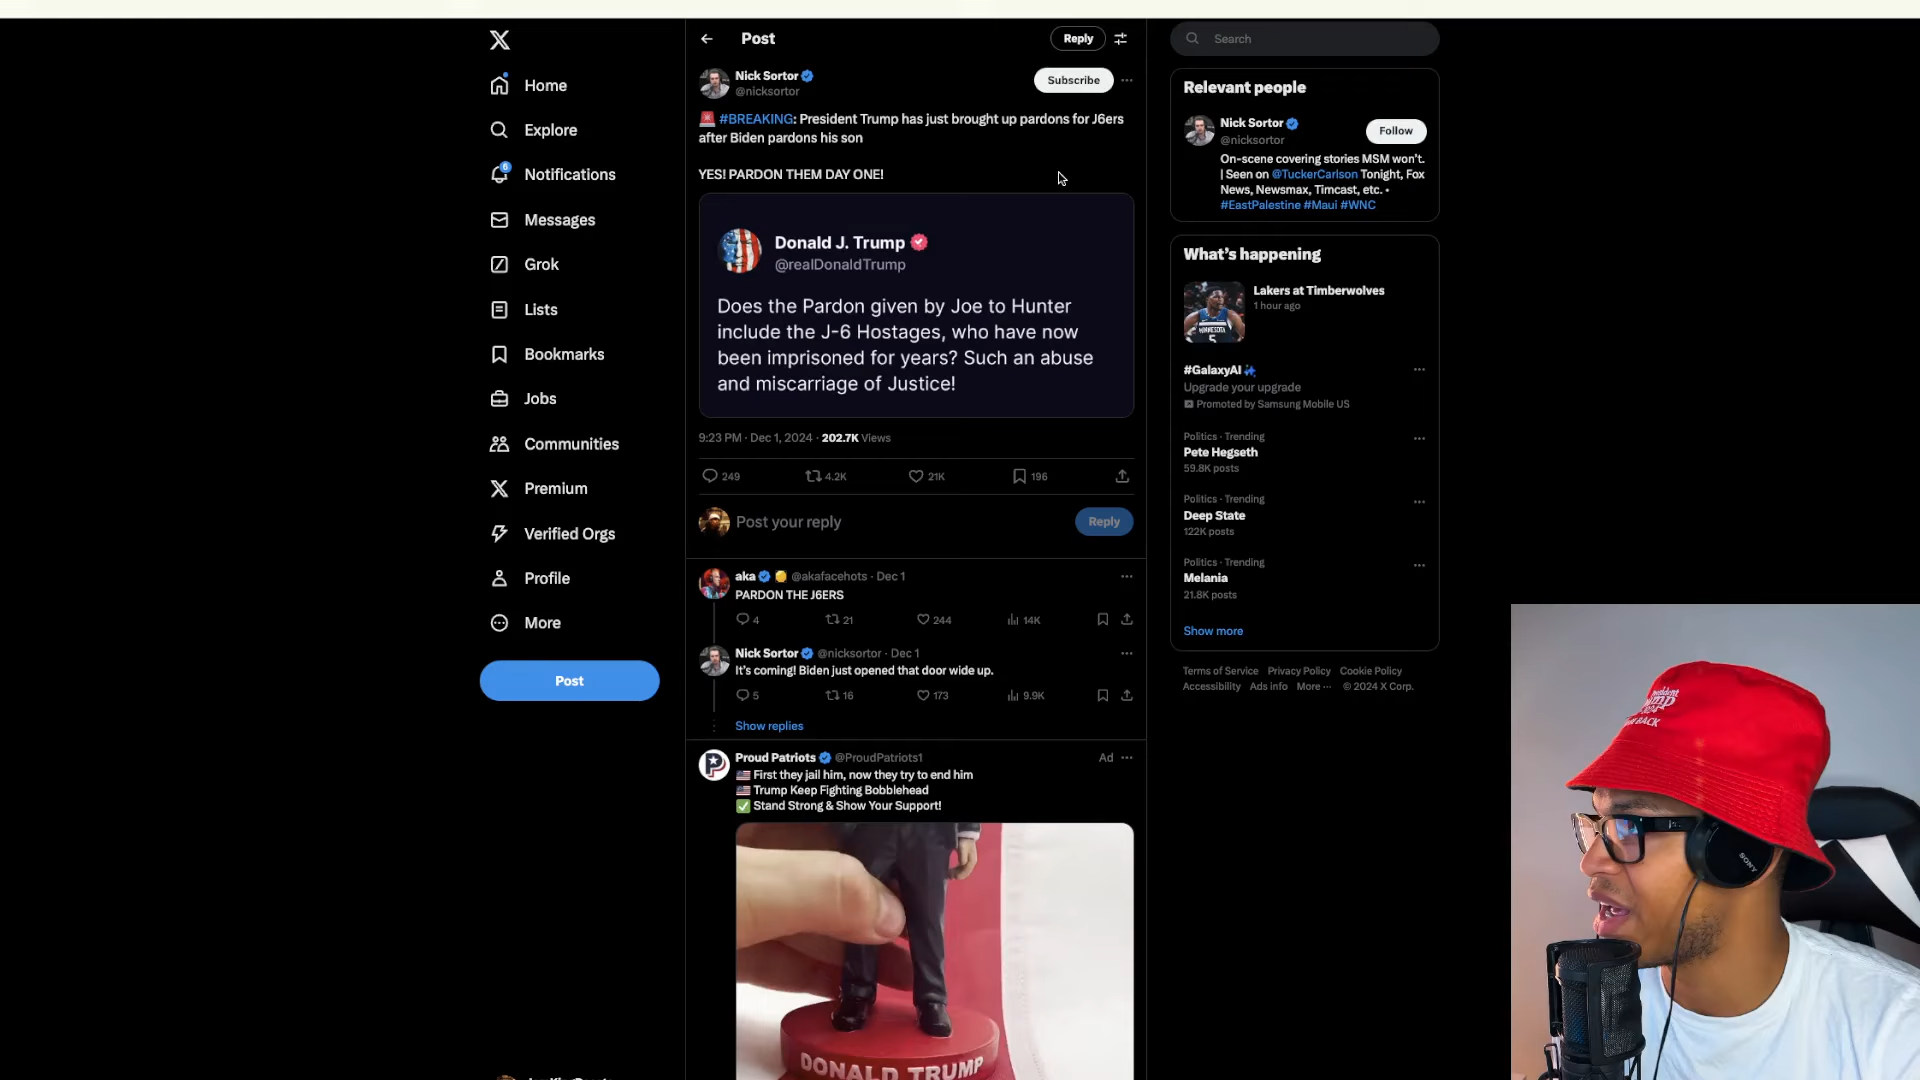 Home
Explore
6
Notifications
Messages
Grok
Lists
Bookmarks
Jobs
Communities
Premium
Verified Orgs
Profile
More
Post
Post
Reply
Nick Sortor
@nicksortor
Subscribe
🚨 #BREAKING: President Trump has just brought up pardons for J6ers
after Biden pardons his son
YES! PARDON THEM DAY ONE!
Donald J. Trump
@realDonaldTrump
Does the Pardon given by Joe to Hunter
include the J-6 Hostages, who have now
been imprisoned for years? Such an abuse
and miscarriage of Justice!
9:23 PM · Dec 1, 2024 · 202.7K Views
249 4.2K 21K 196
Post your reply
Reply
aka @akafacehots · Dec 1
PARDON THE J6ERS
4 21 244 14K
Nick Sortor @nicksortor · Dec 1
It's coming! Biden just opened that door wide up.
5 16 173 9.9K
Show replies
Proud Patriots @ProudPatriots1 Ad
🇺🇸 First they jail him, now they try to end him
🇺🇸 Trump Keep Fighting Bobblehead
✅ Stand Strong & Show Your Support!
DONALD TRUMP
Search
Relevant people
Nick Sortor
@nicksortor
Follow
On-scene covering stories MSM won't.
| Seen on @TuckerCarlson Tonight, Fox
News, Newsmax, Timcast, etc. •
#EastPalestine #Maui #WNC
What's happening
Lakers at Timberwolves
1 hour ago
MINNESOTA
5
#GalaxyAI
Upgrade your upgrade
Promoted by Samsung Mobile US
Politics · Trending
Pete Hegseth
59.8K posts
Politics · Trending
Deep State
122K posts
Politics · Trending
Melania
21.8K posts
Show more
Terms of Service Privacy Policy Cookie Policy
Accessibility Ads info More ··· © 2024 X Corp.
BACK
SONY